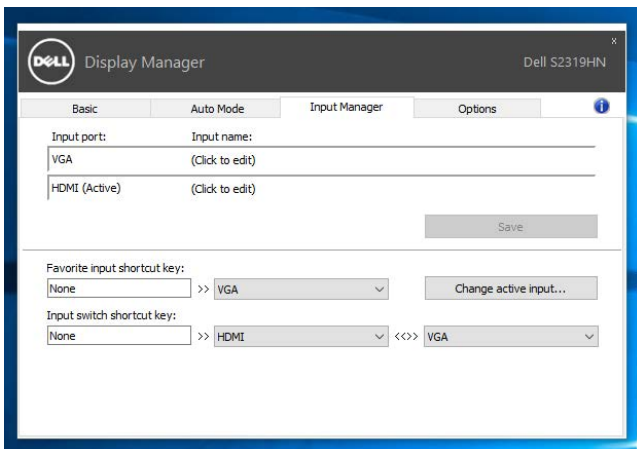 DELL Display Manager Dell S2319HN
x
Basic Auto Mode Input Manager Options i
Input port: Input name:
VGA (Click to edit)
HDMI (Active) (Click to edit)
Save
Favorite input shortcut key:
None >> VGA Change active input...
Input switch shortcut key:
None >> HDMI <<>> VGA